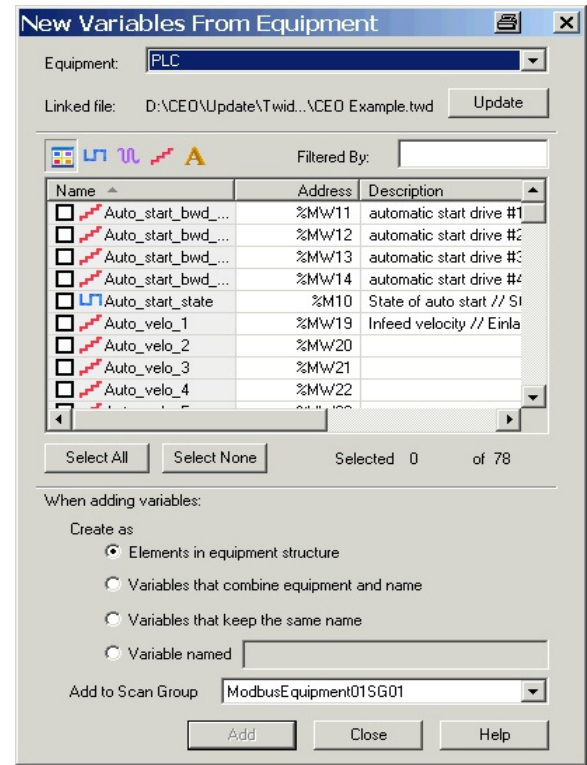 New Variables From Equipment
Equipment: PLC
Linked file: D:\CEO\Update\Twid...\CEO Example.twd Update
A Filtered By:
Name Address Description
Auto_start_bwd_... %MW11 automatic start drive #1
Auto_start_bwd_... %MW12 automatic start drive #2
Auto_start_bwd_... %MW13 automatic start drive #3
Auto_start_bwd_... %MW14 automatic start drive #4
Auto_start_state %M10 State of auto start // St
Auto_velo_1 %MW19 Infeed velocity // Einla
Auto_velo_2 %MW20
Auto_velo_3 %MW21
Auto_velo_4 %MW22
Select All Select None Selected 0 of 78
When adding variables:
Create as
Elements in equipment structure
Variables that combine equipment and name
Variables that keep the same name
Variable named
Add to Scan Group ModbusEquipment01SG01
Add Close Help